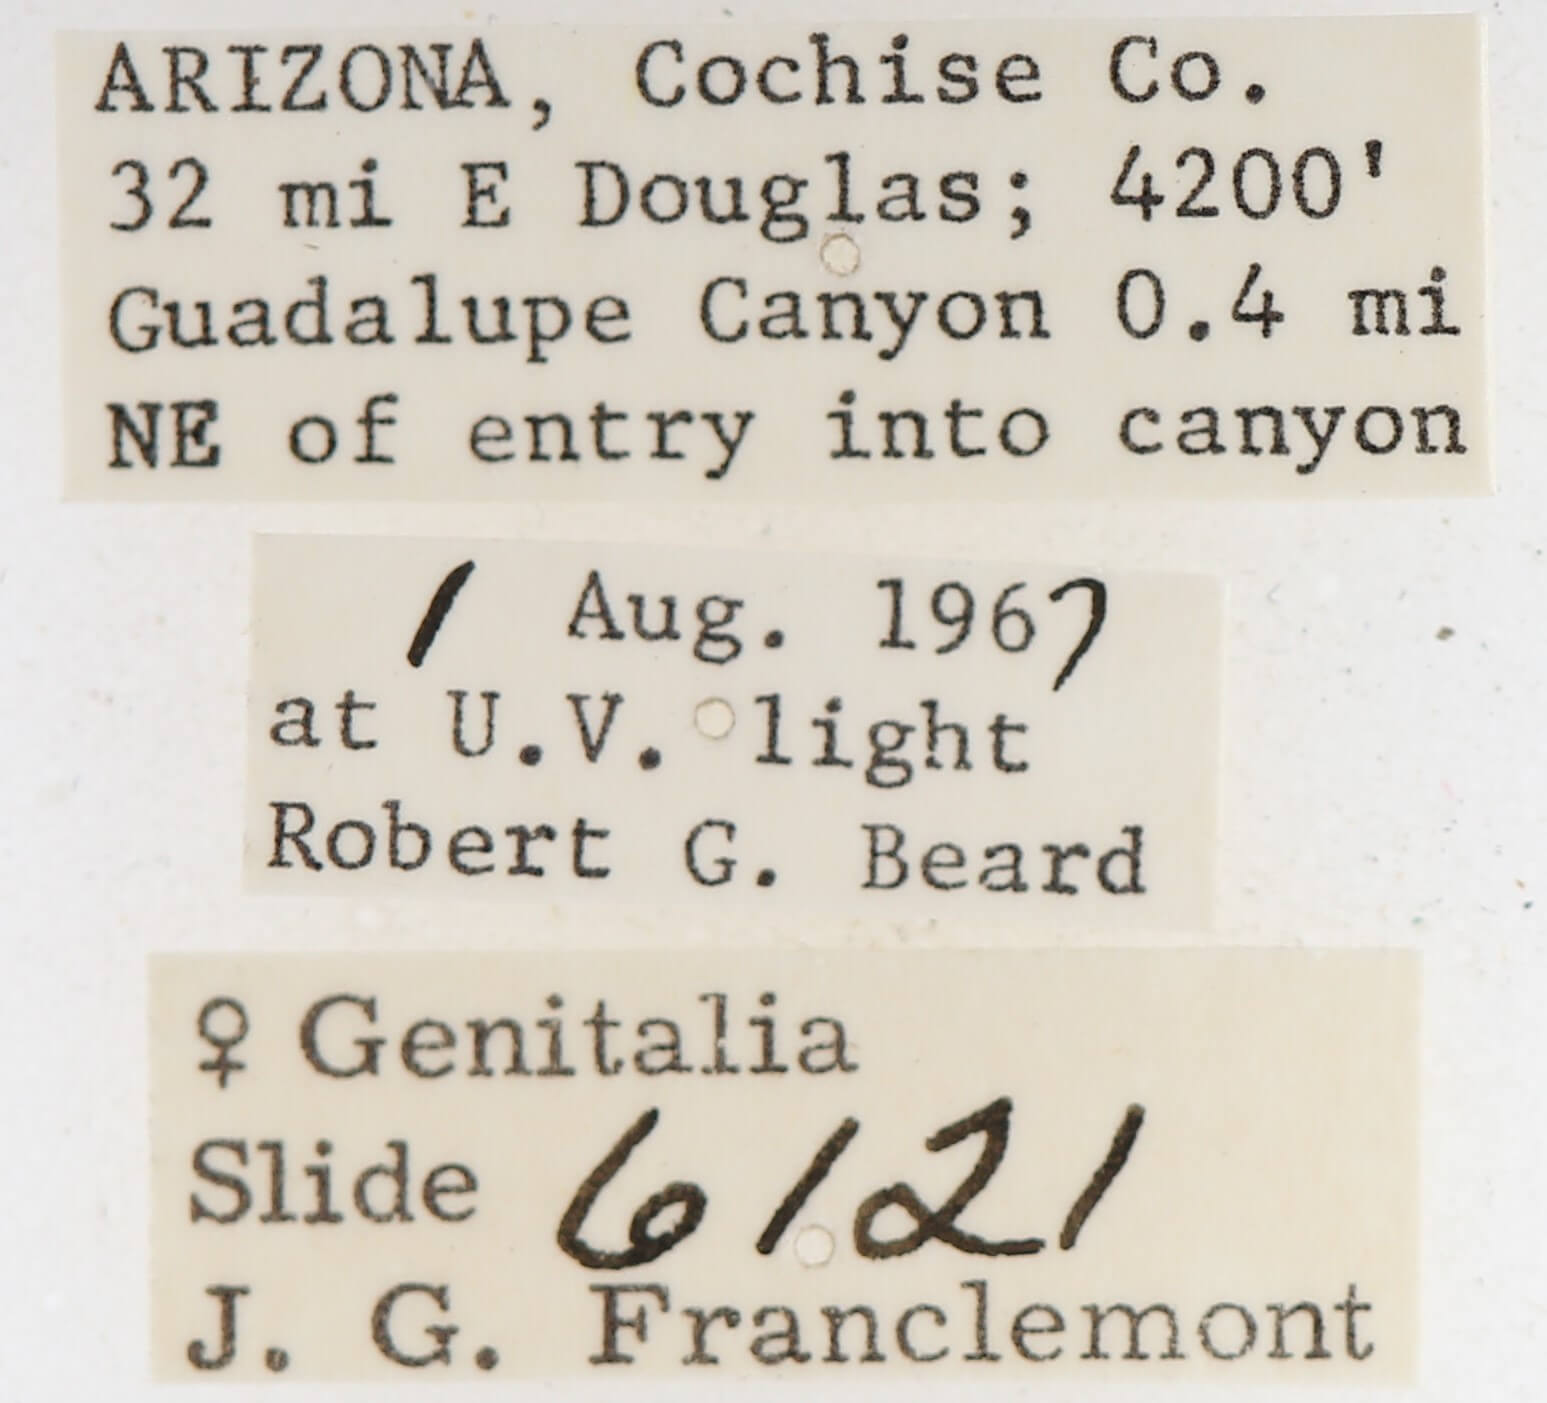 ARIZONA, Cochise Co.
32 mi E Douglas; 4200'
Guadalupe Canyon 0.4 mi
NE of entry into canyon
1 Aug. 1967
at U.V. light
Robert G. Beard
♀ Genitalia
Slide 6121
J. G. Franclemont